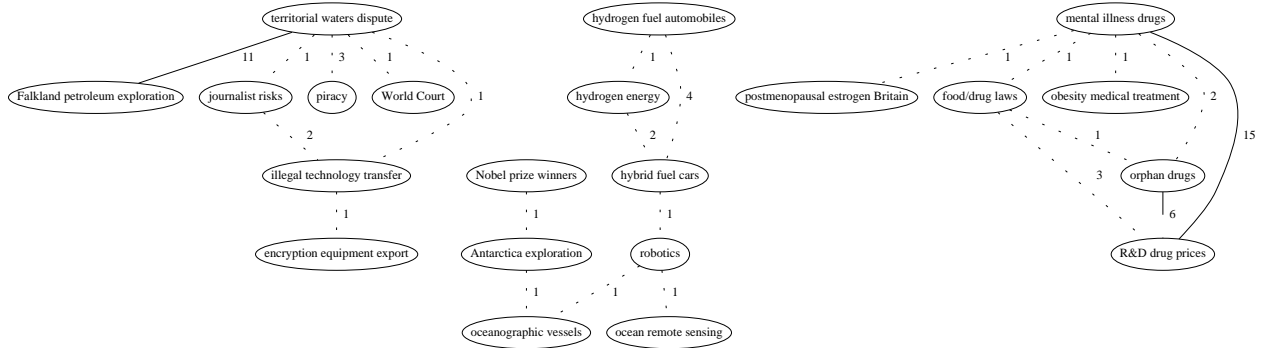 territorial waters dispute
hydrogen fuel automobiles
mental illness drugs
11
1
3
1
1
1
1
1
Falkland petroleum exploration
journalist risks
piracy
World Court
1
hydrogen energy
4
postmenopausal estrogen Britain
food/drug laws
obesity medical treatment
2
2
2
1
15
illegal technology transfer
Nobel prize winners
hybrid fuel cars
3
orphan drugs
1
1
1
6
encryption equipment export
Antarctica exploration
robotics
R&D drug prices
1
1
1
oceanographic vessels
ocean remote sensing